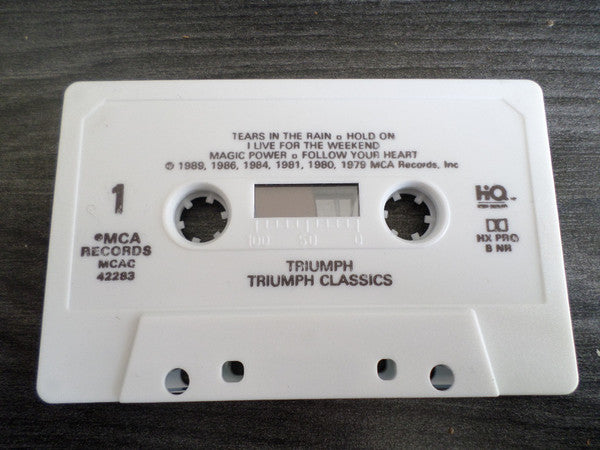 TEARS IN THE RAIN o HOLD ON
I LIVE FOR THE WEEKEND
MAGIC POWER o FOLLOW YOUR HEART
℗ 1989, 1986, 1984, 1981, 1980, 1979 MCA Records, Inc
1
HiQ
MCA
RECORDS
MCAC
42283
HX PRO
B NR
100 50 0
TRIUMPH
TRIUMPH CLASSICS